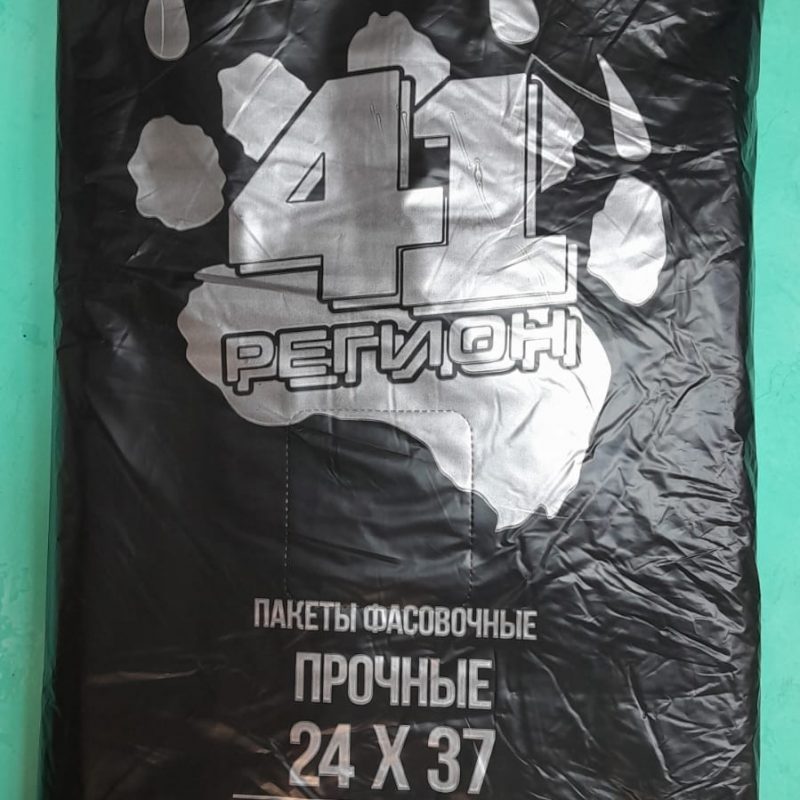 41
РЕГИОН
ПАКЕТЫ ФАСОВОЧНЫЕ
ПРОЧНЫЕ
24 X 37